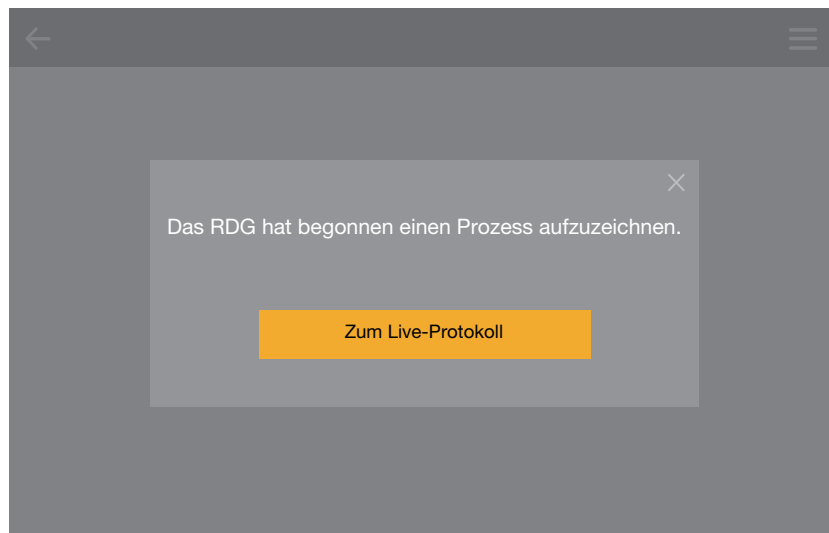 Das RDG hat begonnen einen Prozess aufzuzeichnen.
Zum Live-Protokoll